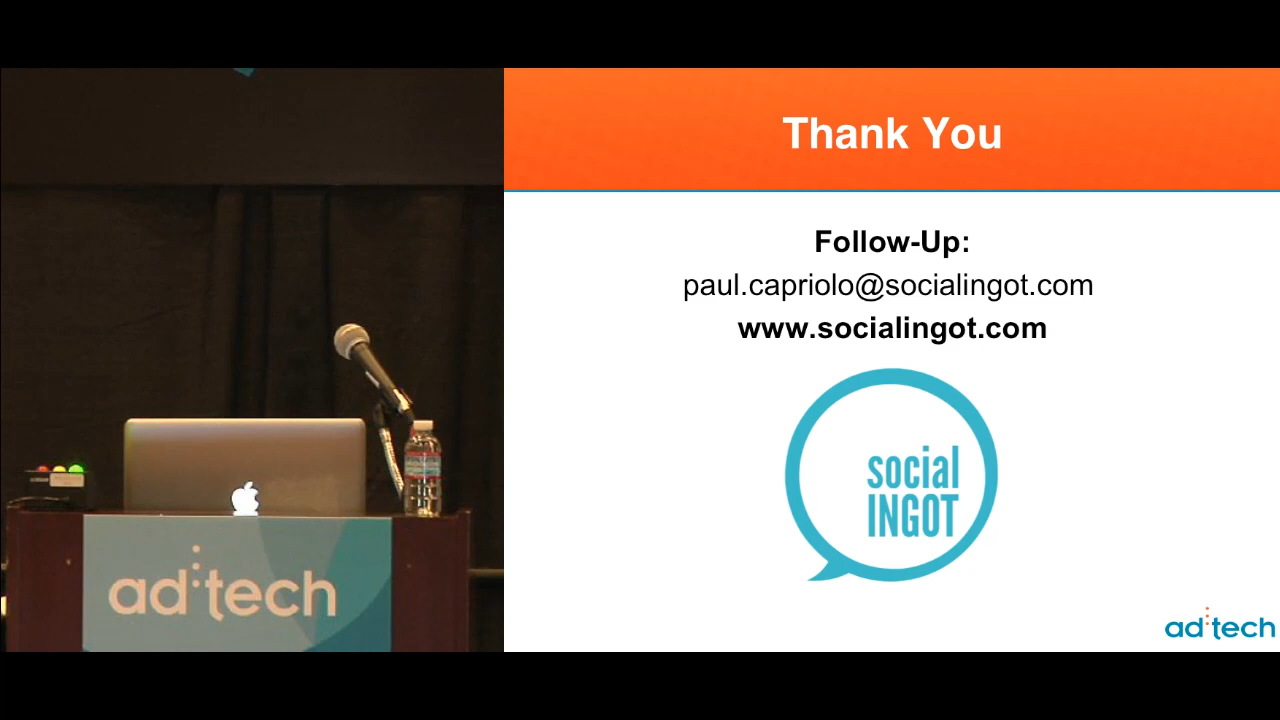 Thank You
Follow-Up:
paul.capriolo@socialingot.com
www.socialingot.com
social
INGOT
ad:tech
ad:tech